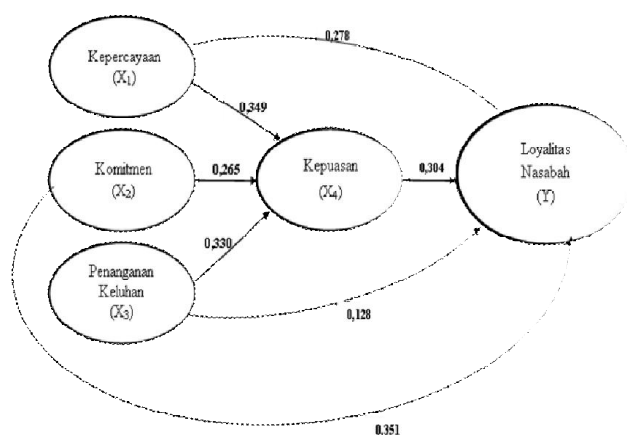 0,278
Kepercayaan
(X1)
0,349
Komitmen
(X2)
0,265
Kepuasan
(X4)
0,304
Loyalitas
Nasabah
(Y)
0,330
Penanganan
Keluhan
(X3)
0,128
0,351